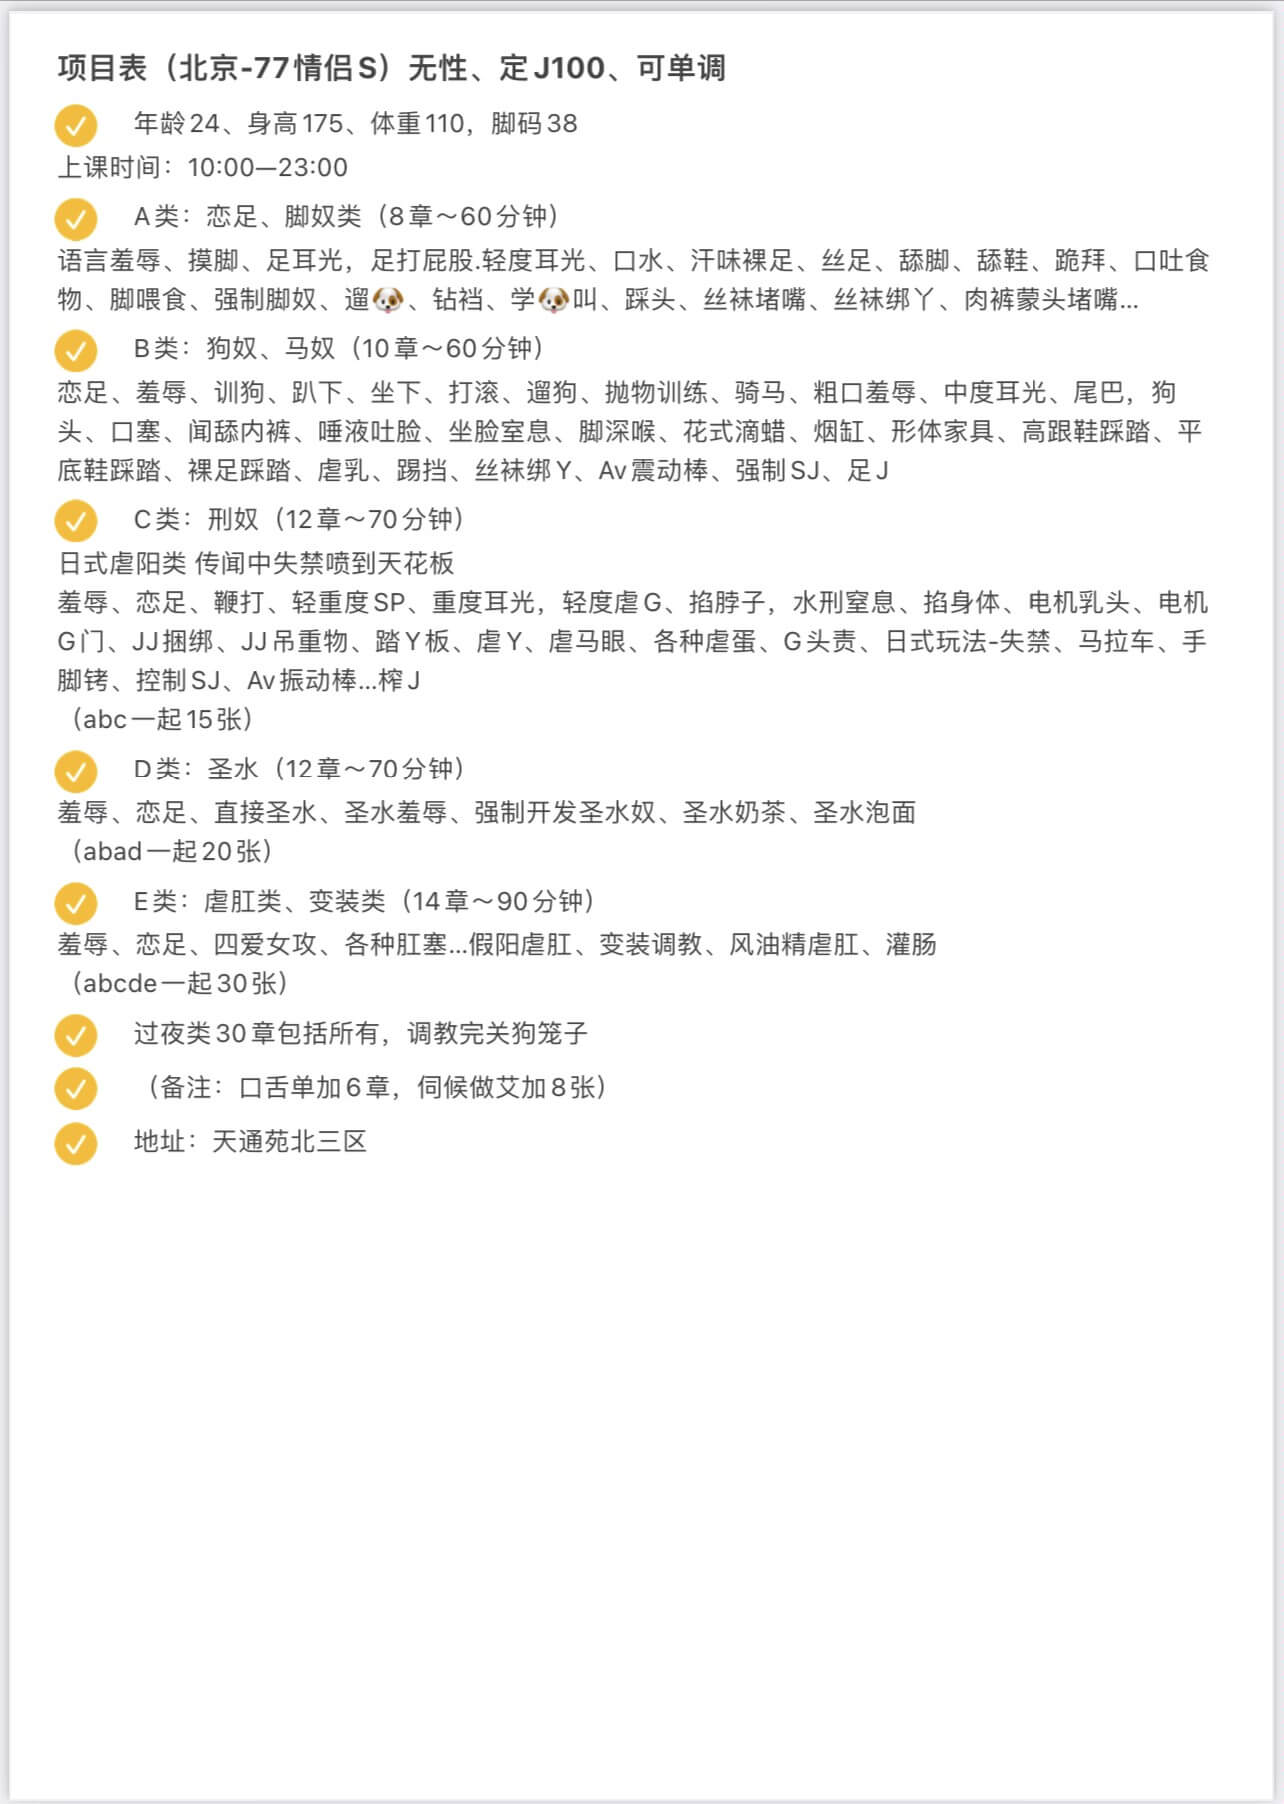 项目表（北京-77情侣S）无性、定J100、可单调
年龄24、身高175、体重110，脚码38
上课时间：10:00—23:00
A类：恋足、脚奴类（8章～60分钟）
语言羞辱、摸脚、足耳光，足打屁股.轻度耳光、口水、汗味裸足、丝足、舔脚、舔鞋、跪拜、口吐食
物、脚喂食、强制脚奴、遛🐶、钻裆、学🐶叫、踩头、丝袜堵嘴、丝袜绑丫、肉裤蒙头堵嘴...
B类：狗奴、马奴（10章～60分钟）
恋足、羞辱、训狗、趴下、坐下、打滚、遛狗、抛物训练、骑马、粗口羞辱、中度耳光、尾巴，狗
头、口塞、闻舔内裤、唾液吐脸、坐脸窒息、脚深喉、花式滴蜡、烟缸、形体家具、高跟鞋踩踏、平
底鞋踩踏、裸足踩踏、虐乳、踢挡、丝袜绑Y、Av震动棒、强制SJ、足J
C类：刑奴（12章～70分钟）
日式虐阳类 传闻中失禁喷到天花板
羞辱、恋足、鞭打、轻重度SP、重度耳光，轻度虐G、掐脖子，水刑窒息、掐身体、电机乳头、电机
G门、JJ捆绑、JJ吊重物、踏Y板、虐Y、虐马眼、各种虐蛋、G头责、日式玩法-失禁、马拉车、手
脚铐、控制SJ、Av振动棒...榨J
（abc一起15张）
D类：圣水（12章～70分钟）
羞辱、恋足、直接圣水、圣水羞辱、强制开发圣水奴、圣水奶茶、圣水泡面
（abad一起20张）
E类：虐肛类、变装类（14章～90分钟）
羞辱、恋足、四爱女攻、各种肛塞...假阳虐肛、变装调教、风油精虐肛、灌肠
（abcde一起30张）
过夜类30章包括所有，调教完关狗笼子
（备注：口舌单加6章，伺候做艾加8张）
地址：天通苑北三区